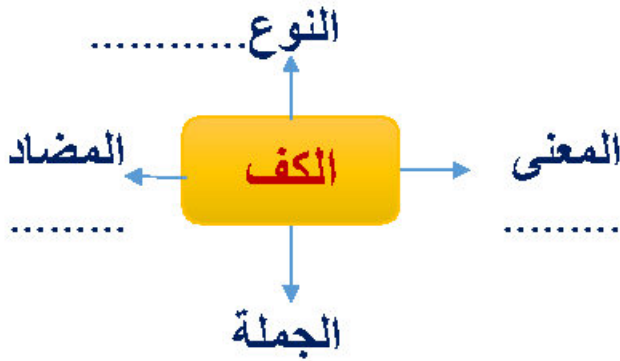 النوع............
المعنى
.........
الكف
المضاد
.........
الجملة